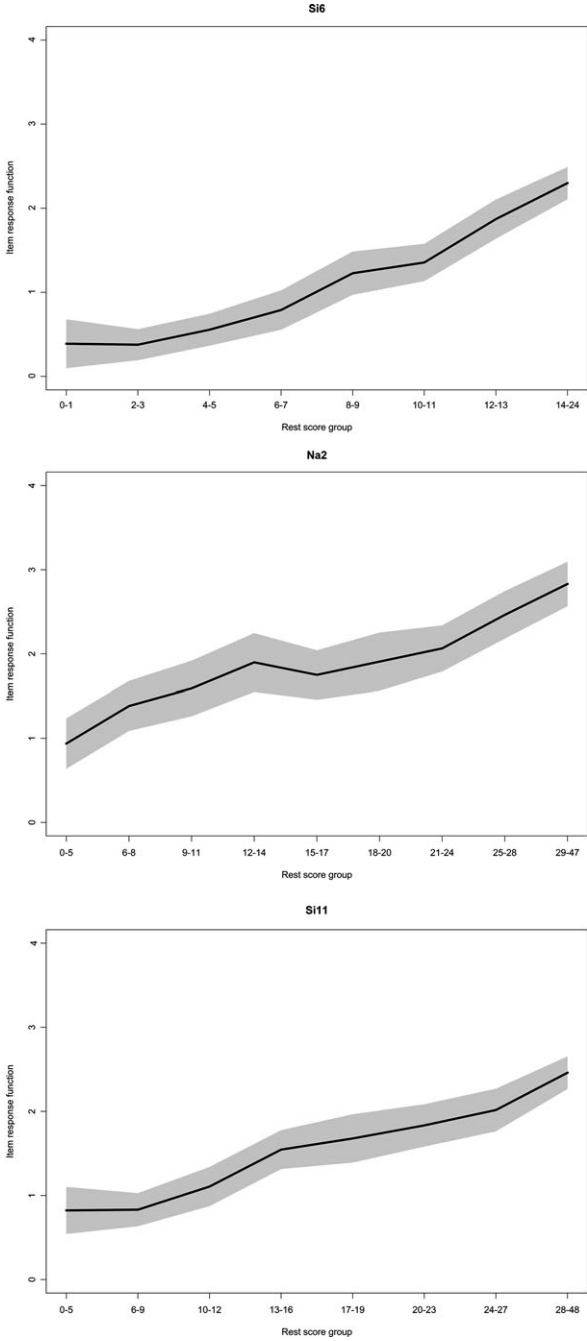 Si6
4
3
2
1
0
Item response function
0-1 2-3 4-5 6-7 8-9 10-11 12-13 14-24
Rest score group
Na2
4
3
2
1
0
Item response function
0-5 6-8 9-11 12-14 15-17 18-20 21-24 25-28 29-47
Rest score group
Si11
4
3
2
1
0
Item response function
0-5 6-9 10-12 13-16 17-19 20-23 24-27 28-48
Rest score group